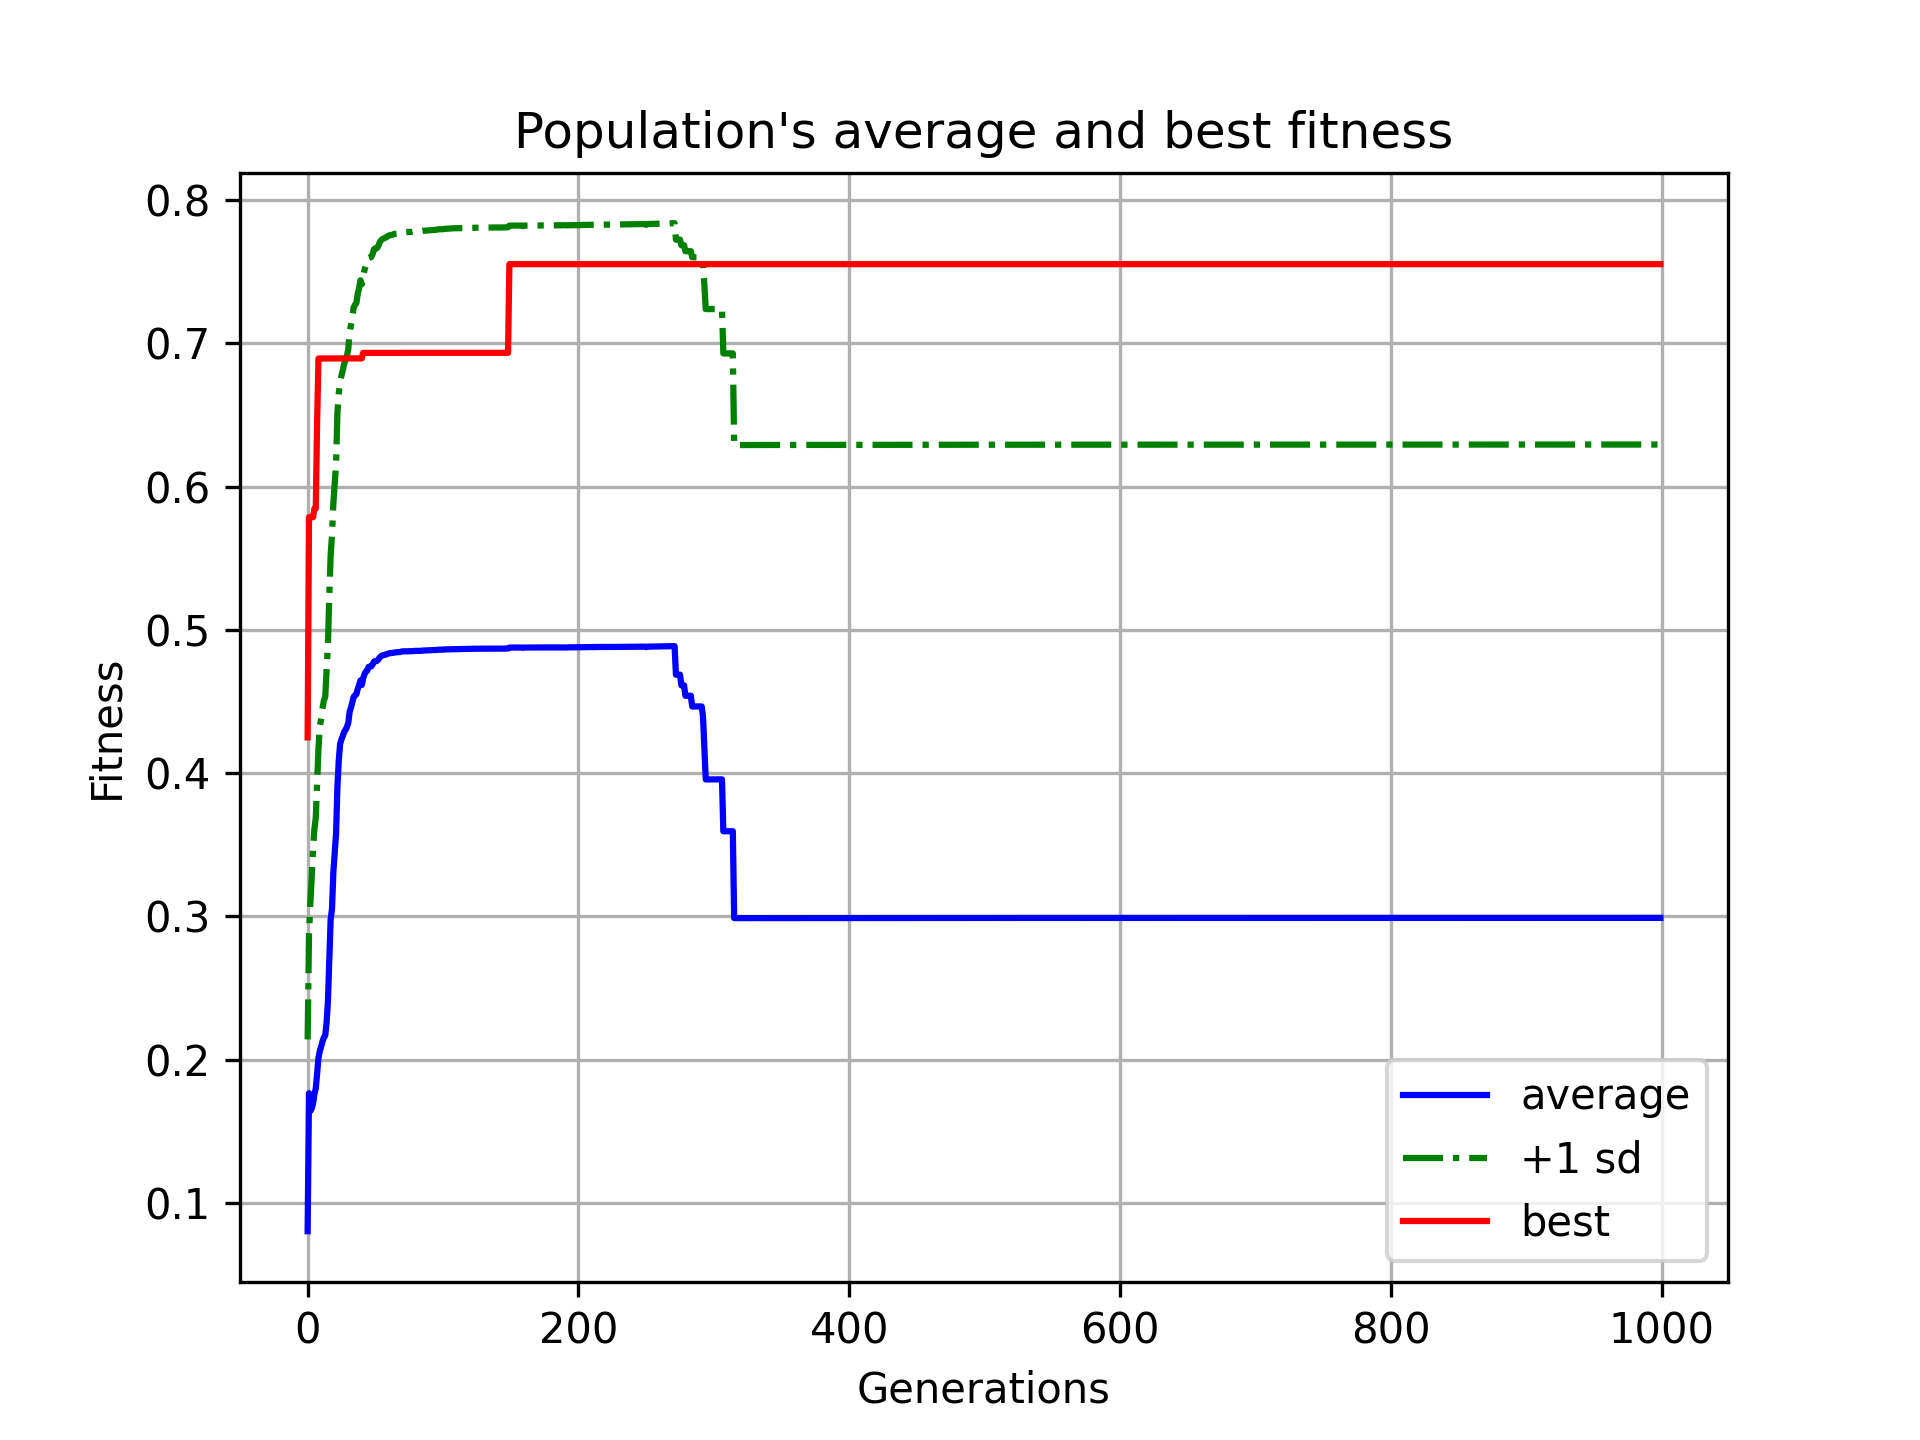 Population's average and best fitness
Fitness
0.8
0.7
0.6
0.5
0.4
0.3
0.2
0.1
0 200 400 600 800 1000
Generations
average
+1 sd
best